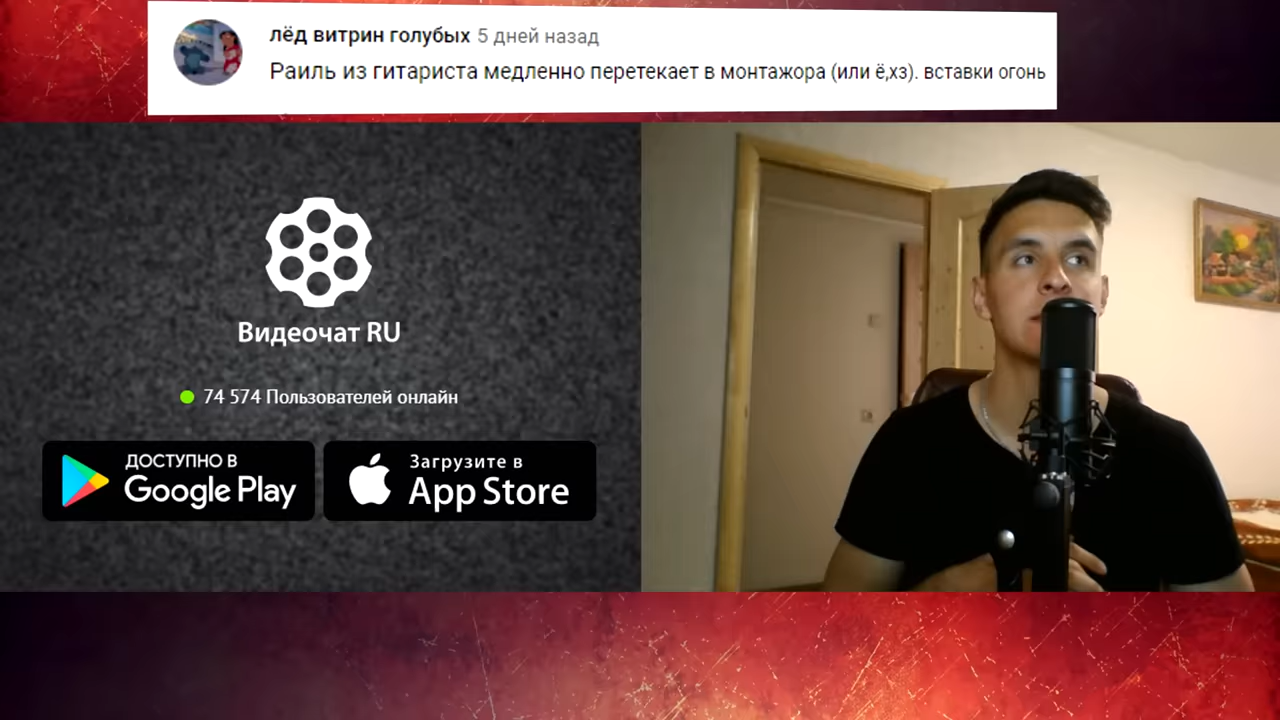 лёд витрин голубых 5 дней назад
Раиль из гитариста медленно перетекает в монтажора (или ё,хз). вставки огонь
Видеочат RU
74 574 Пользователей онлайн
ДОСТУПНО В
Google Play
Загрузите в
App Store